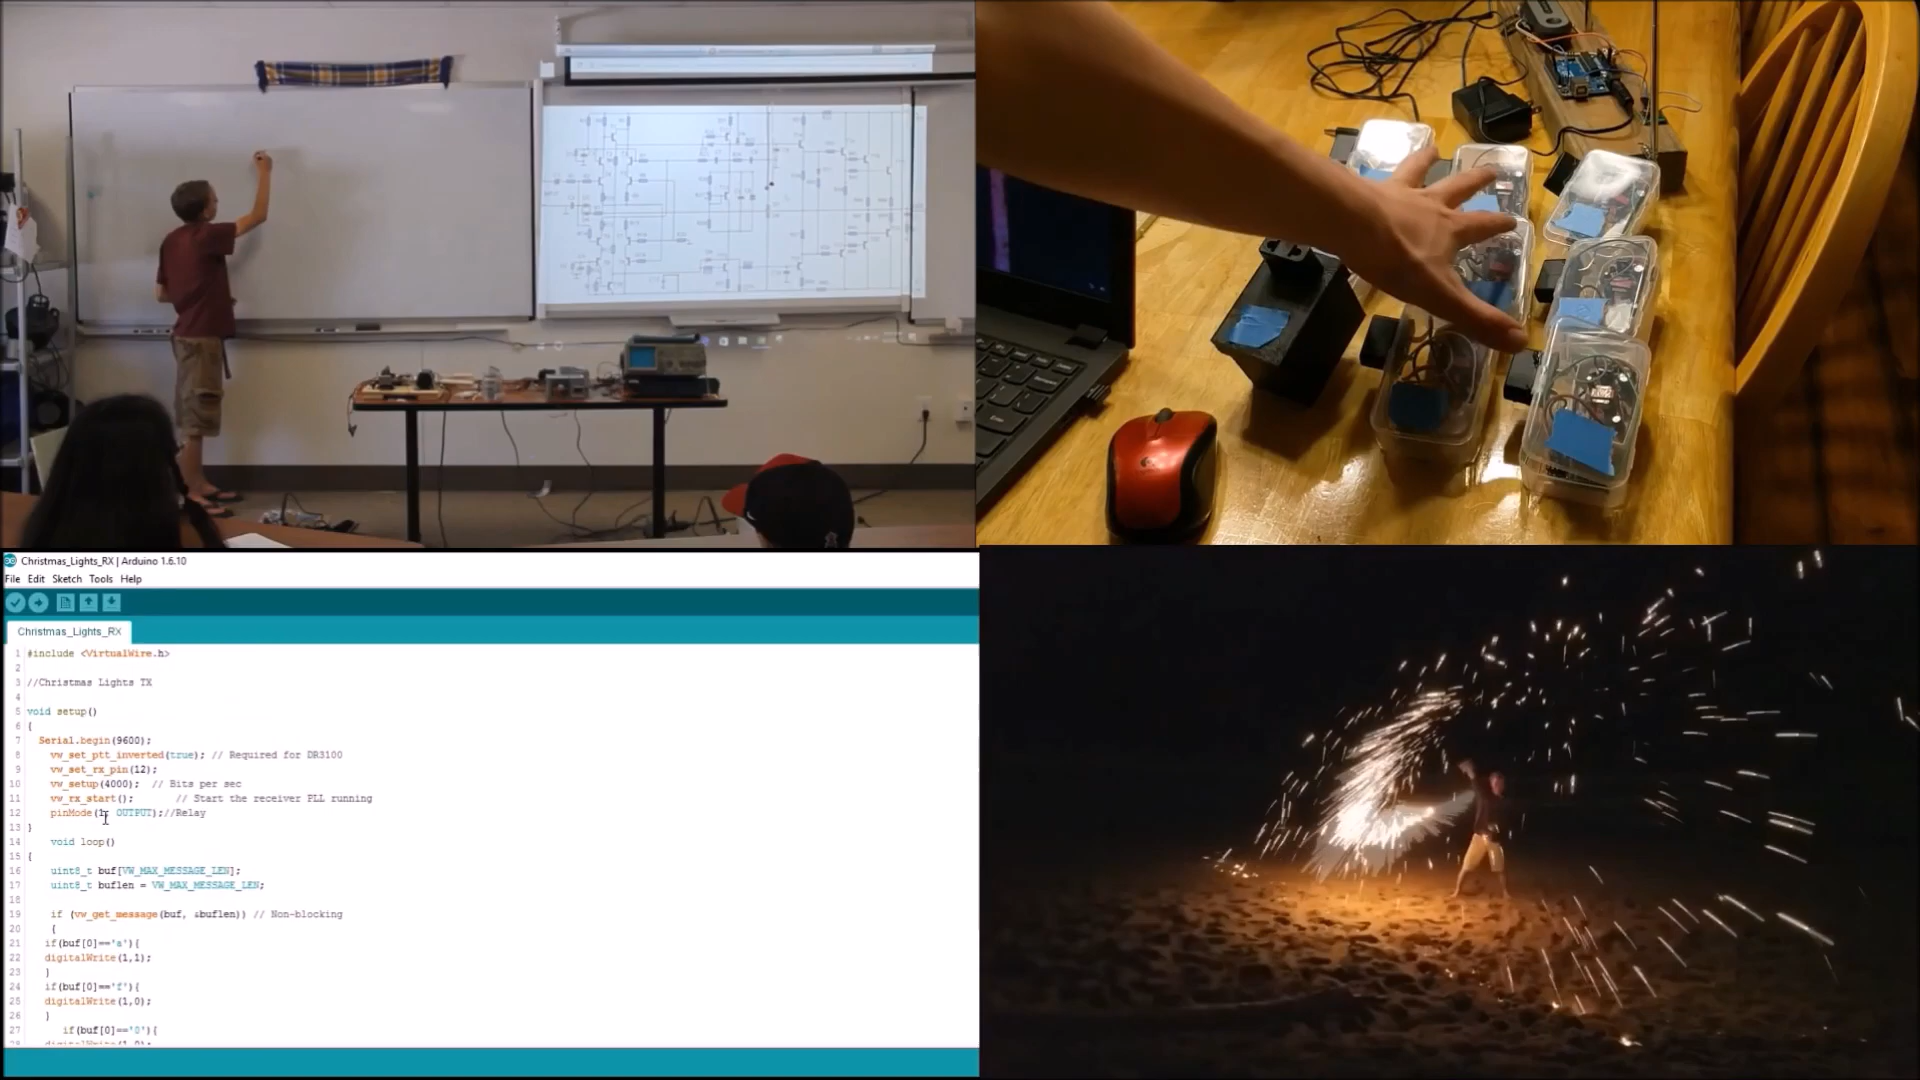 Christmas_Lights_RX | Arduino 1.6.10
File Edit Sketch Tools Help
Christmas_Lights_RX
1 #include <VirtualWire.h>
2
3 //Christmas Lights TX
4
5 void setup()
6 {
7 Serial.begin(9600);
8 vw_set_ptt_inverted(true); // Required for DR3100
9 vw_set_rx_pin(12);
10 vw_setup(4000); // Bits per sec
11 vw_rx_start(); // Start the receiver PLL running
12 pinMode(1, OUTPUT);//Relay
13 }
14 void loop()
15 {
16 uint8_t buf[VW_MAX_MESSAGE_LEN];
17 uint8_t buflen = VW_MAX_MESSAGE_LEN;
18
19 if (vw_get_message(buf, &buflen)) // Non-blocking
20 {
21 if(buf[0]=='a'){
22 digitalWrite(1,1);
23 }
24 if(buf[0]=='f'){
25 digitalWrite(1,0);
26 }
27 if(buf[0]=='0'){